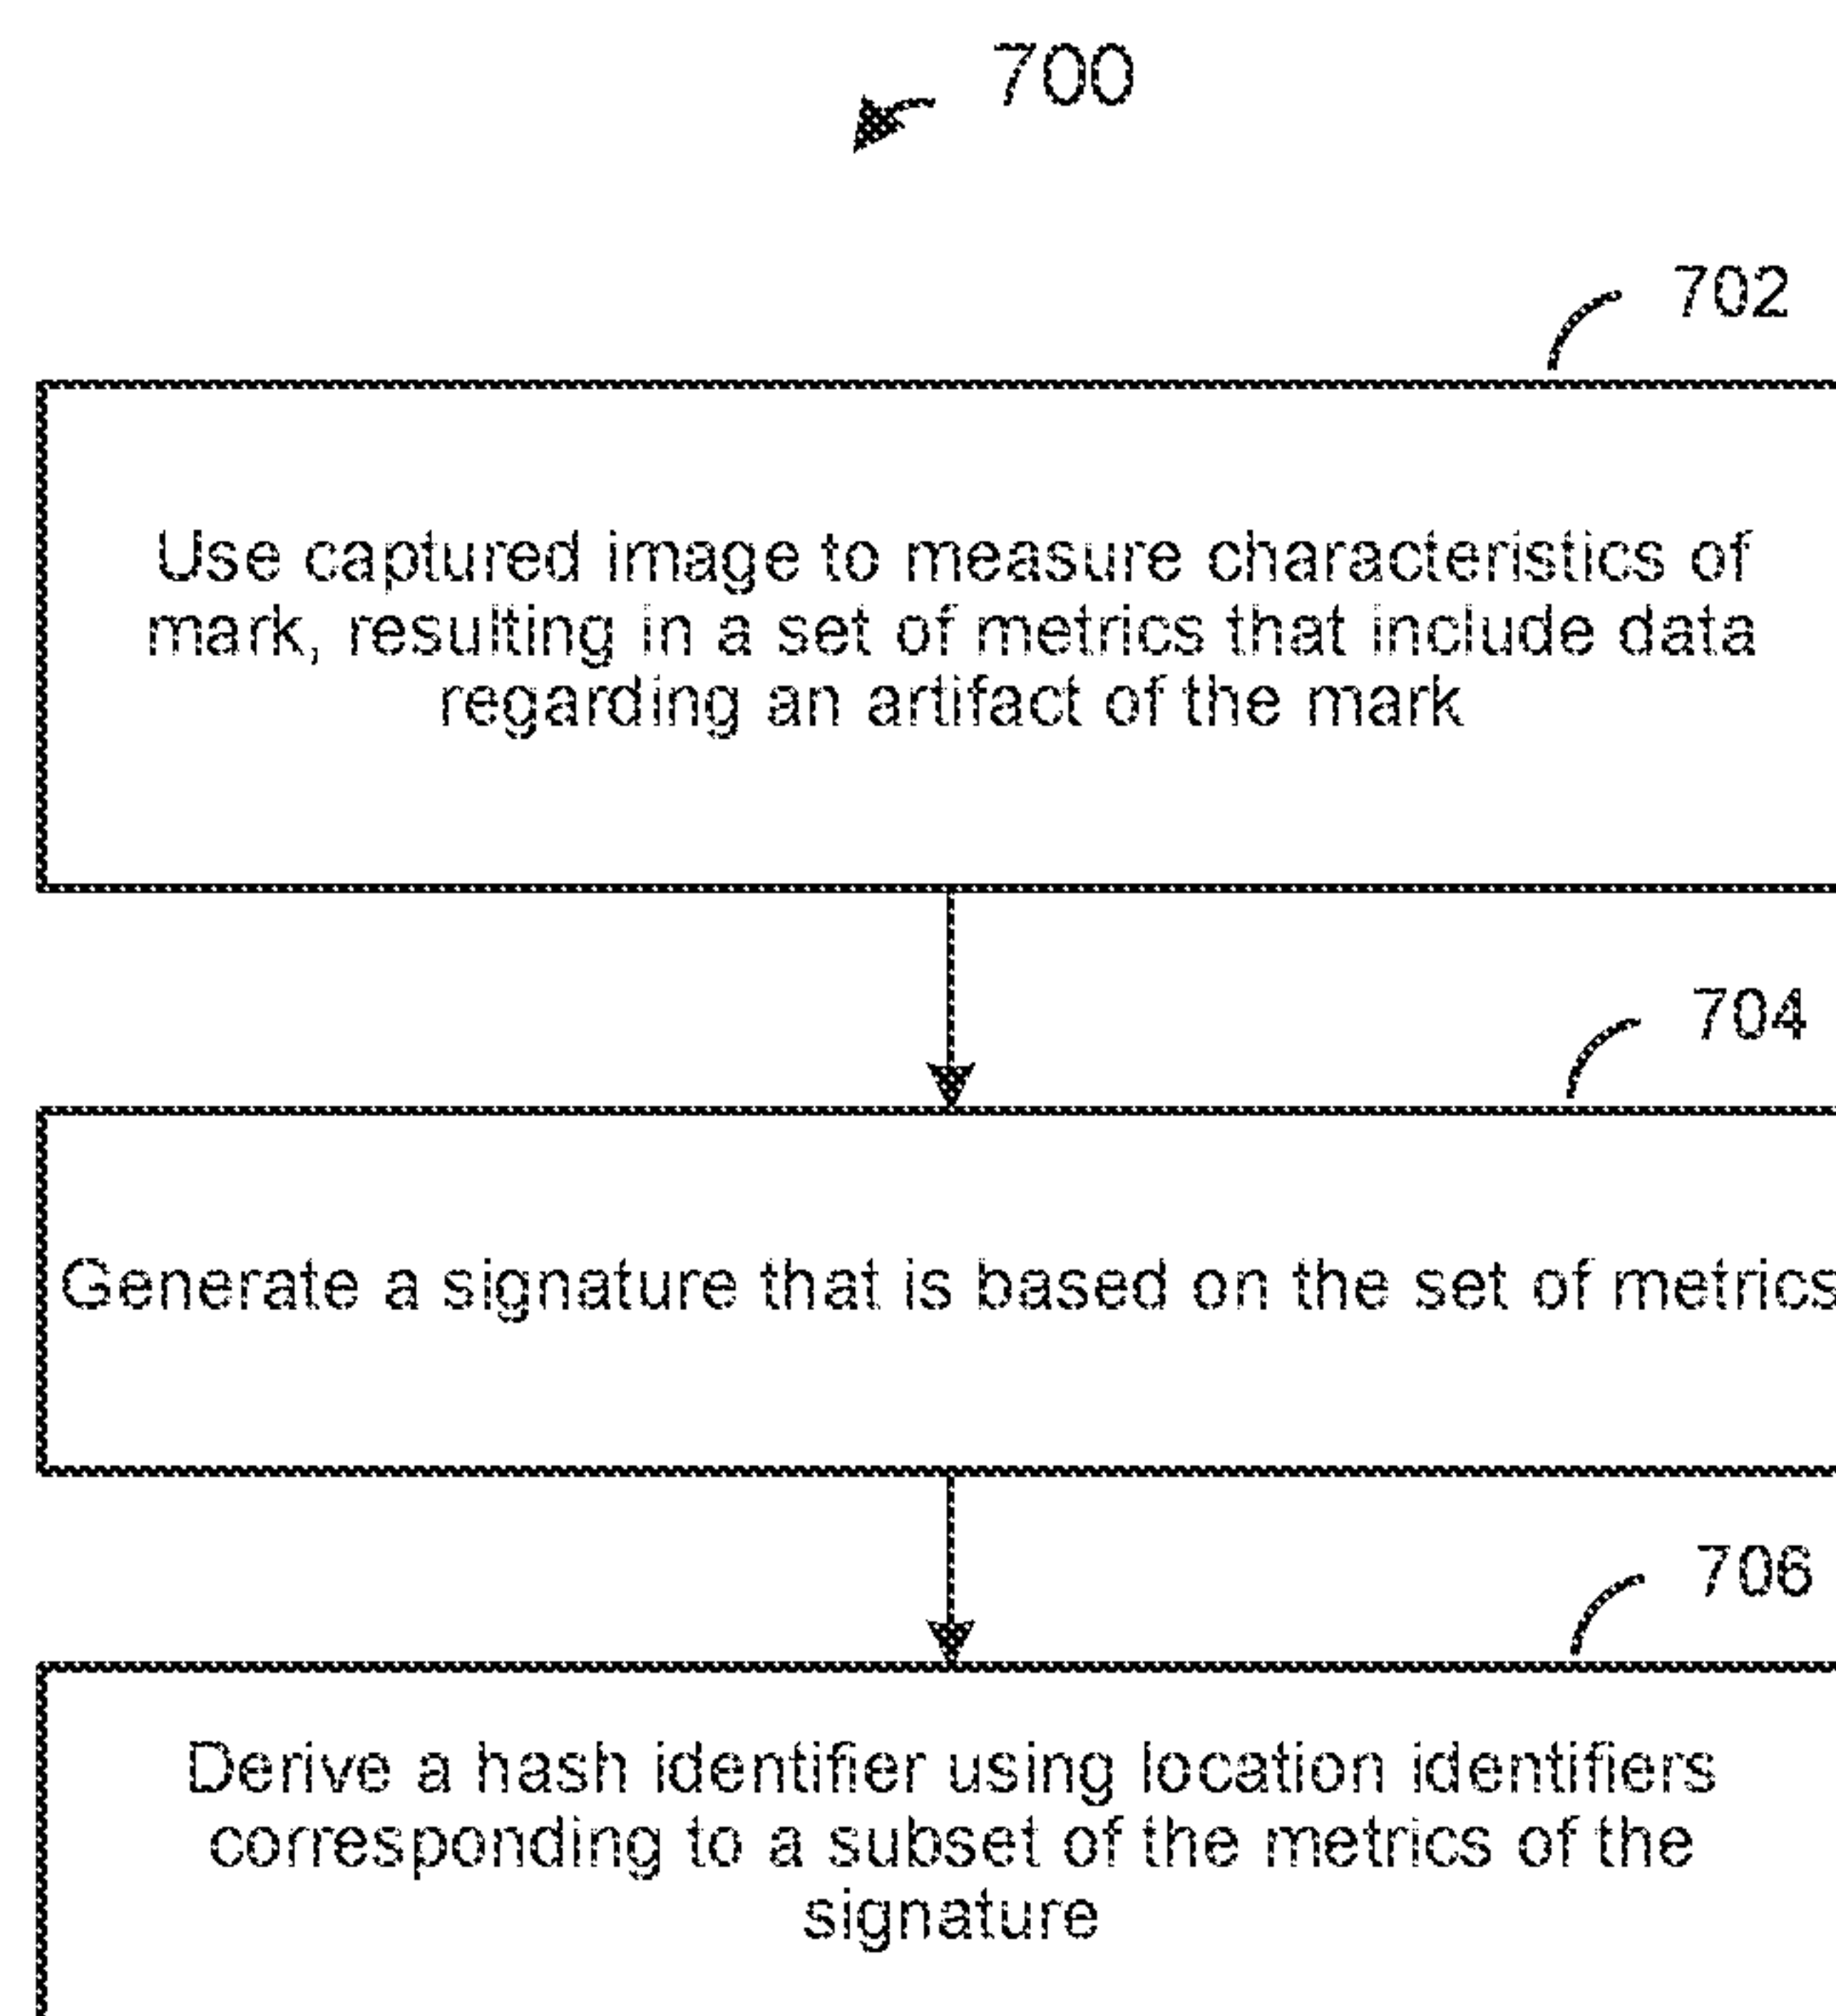 700
702
Use captured image to measure characteristics of
mark, resulting in a set of metrics that include data
regarding an artifact of the mark
704
Generate a signature that is based on the set of metrics
706
Derive a hash identifier using location identifiers
corresponding to a subset of the metrics of the
signature